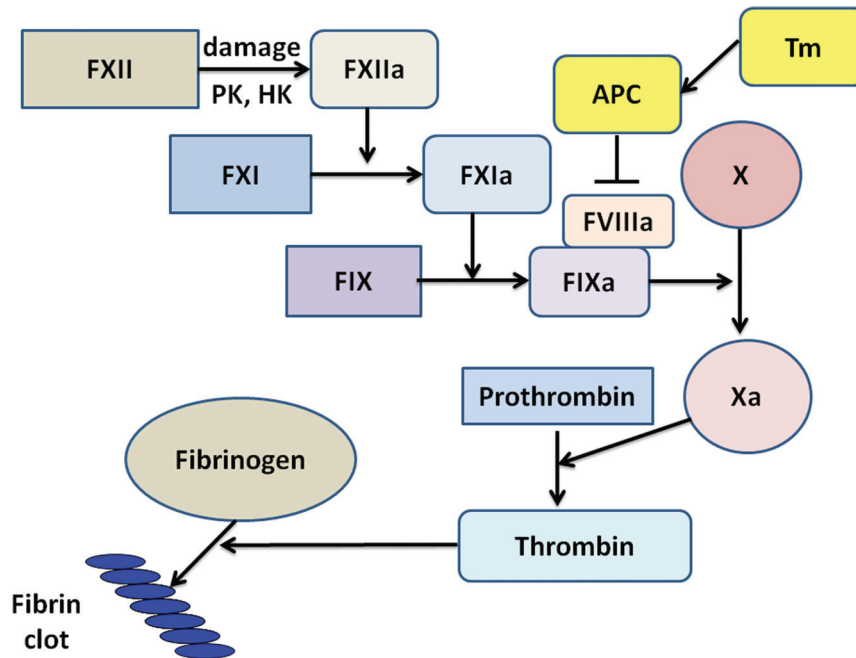 FXII
damage
PK, HK
FXIIa
APC
Tm
FXI
FXIa
X
FVIIIa
FIX
FIXa
Prothrombin
Xa
Fibrinogen
Thrombin
Fibrin
clot